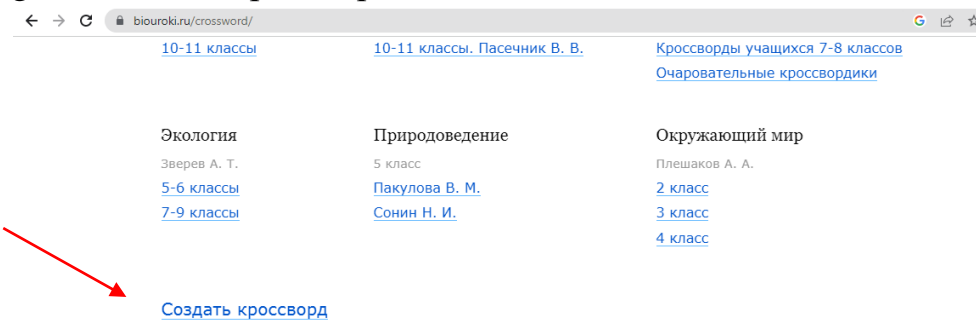 biouroki.ru/crossword/
10-11 классы
10-11 классы. Пасечник В. В.
Кроссворды учащихся 7-8 классов
Очаровательные кроссвордики
Экология
Зверев А. Т.
5-6 классы
7-9 классы
Природоведение
5 класс
Пакулова В. М.
Сонин Н. И.
Окружающий мир
Плешаков А. А.
2 класс
3 класс
4 класс
Создать кроссворд